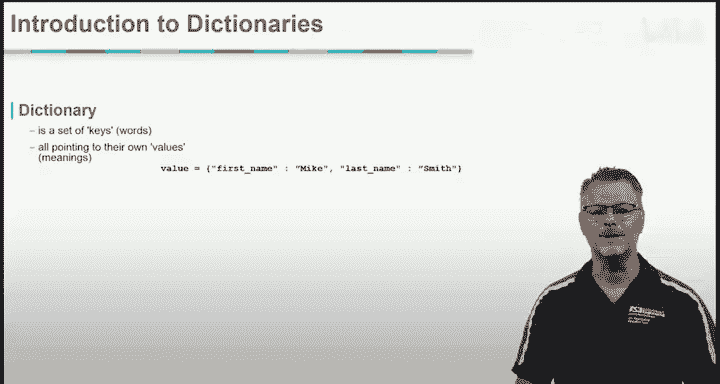 Introduction to Dictionaries
Dictionary
– is a set of 'keys' (words)
– all pointing to their own 'values'
(meanings)
value = {"first_name" : "Mike", "last_name" : "Smith"}